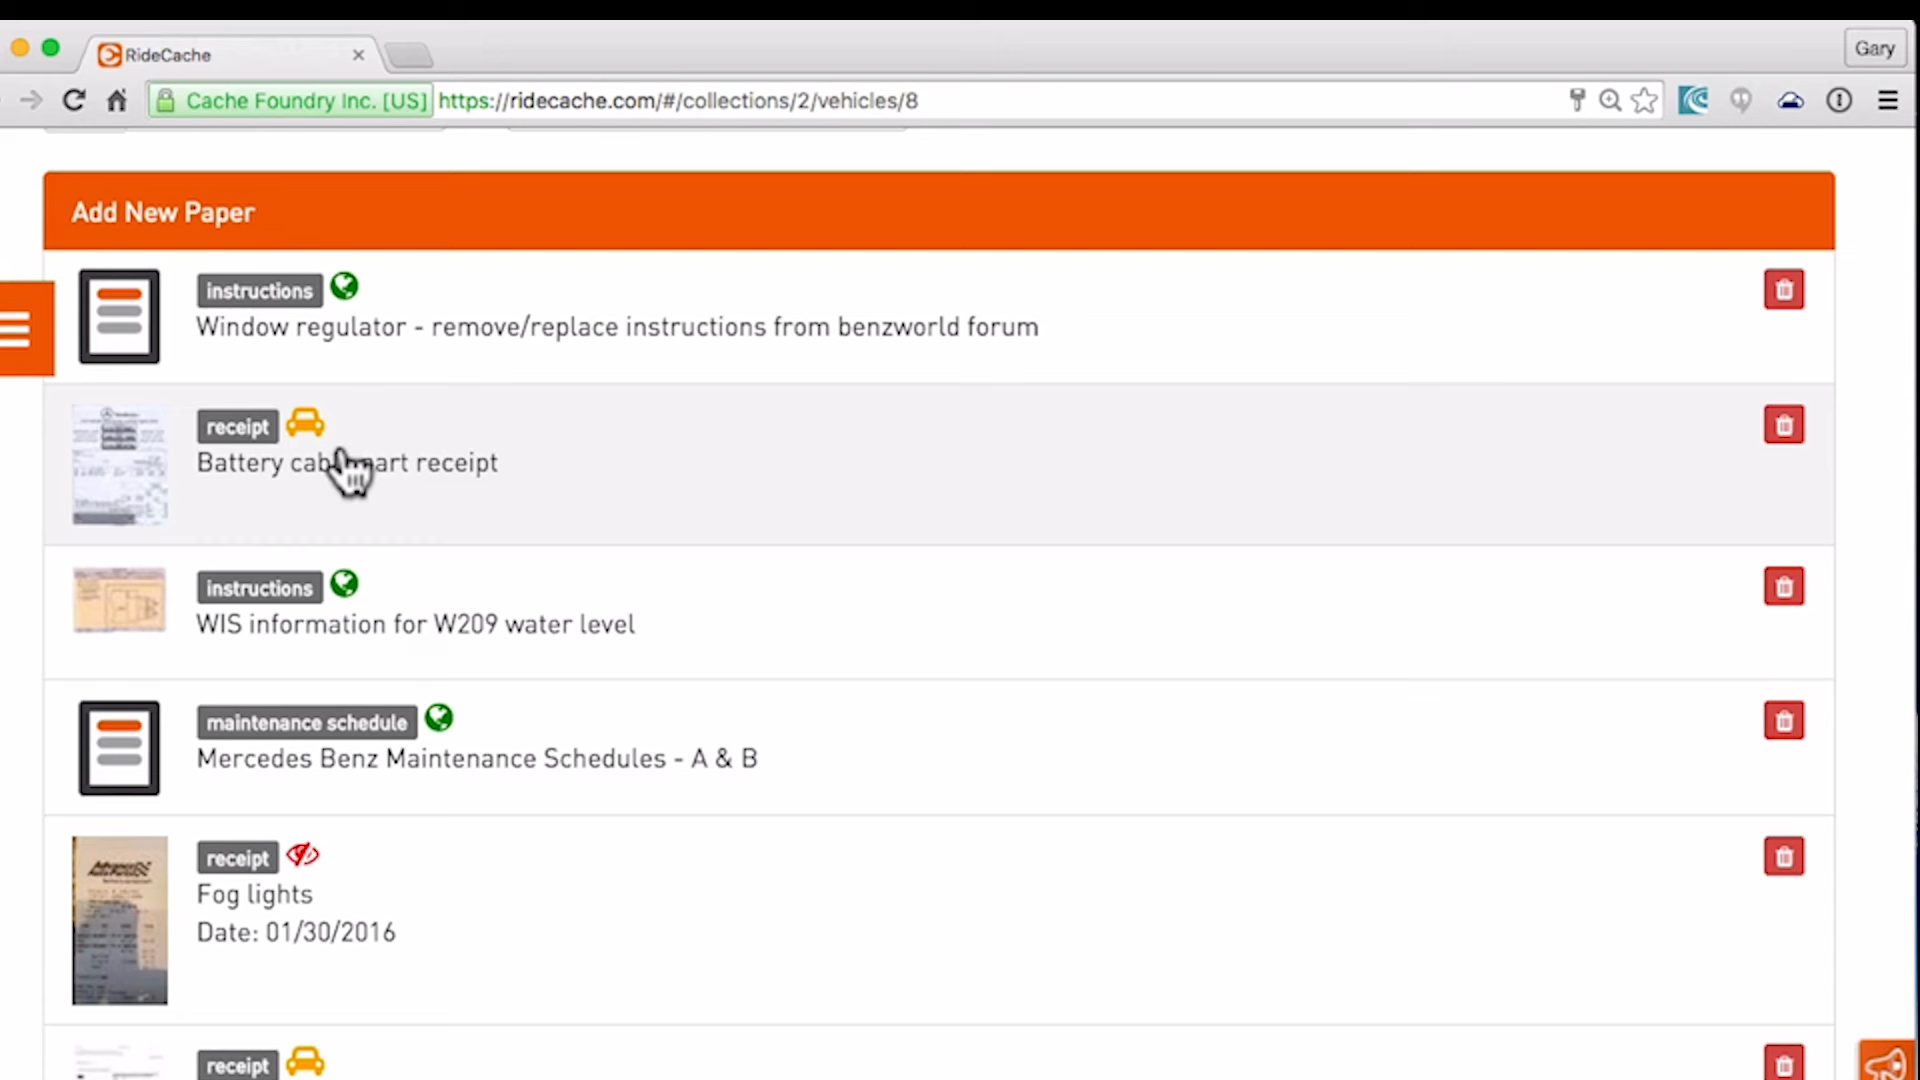 RideCache
Gary
Cache Foundry Inc. [US]
https://ridecache.com/#/collections/2/vehicles/8
Add New Paper
instructions
Window regulator - remove/replace instructions from benzworld forum
receipt
Battery cable part receipt
instructions
WIS information for W209 water level
maintenance schedule
Mercedes Benz Maintenance Schedules - A & B
receipt
Fog lights
Date: 01/30/2016
receipt